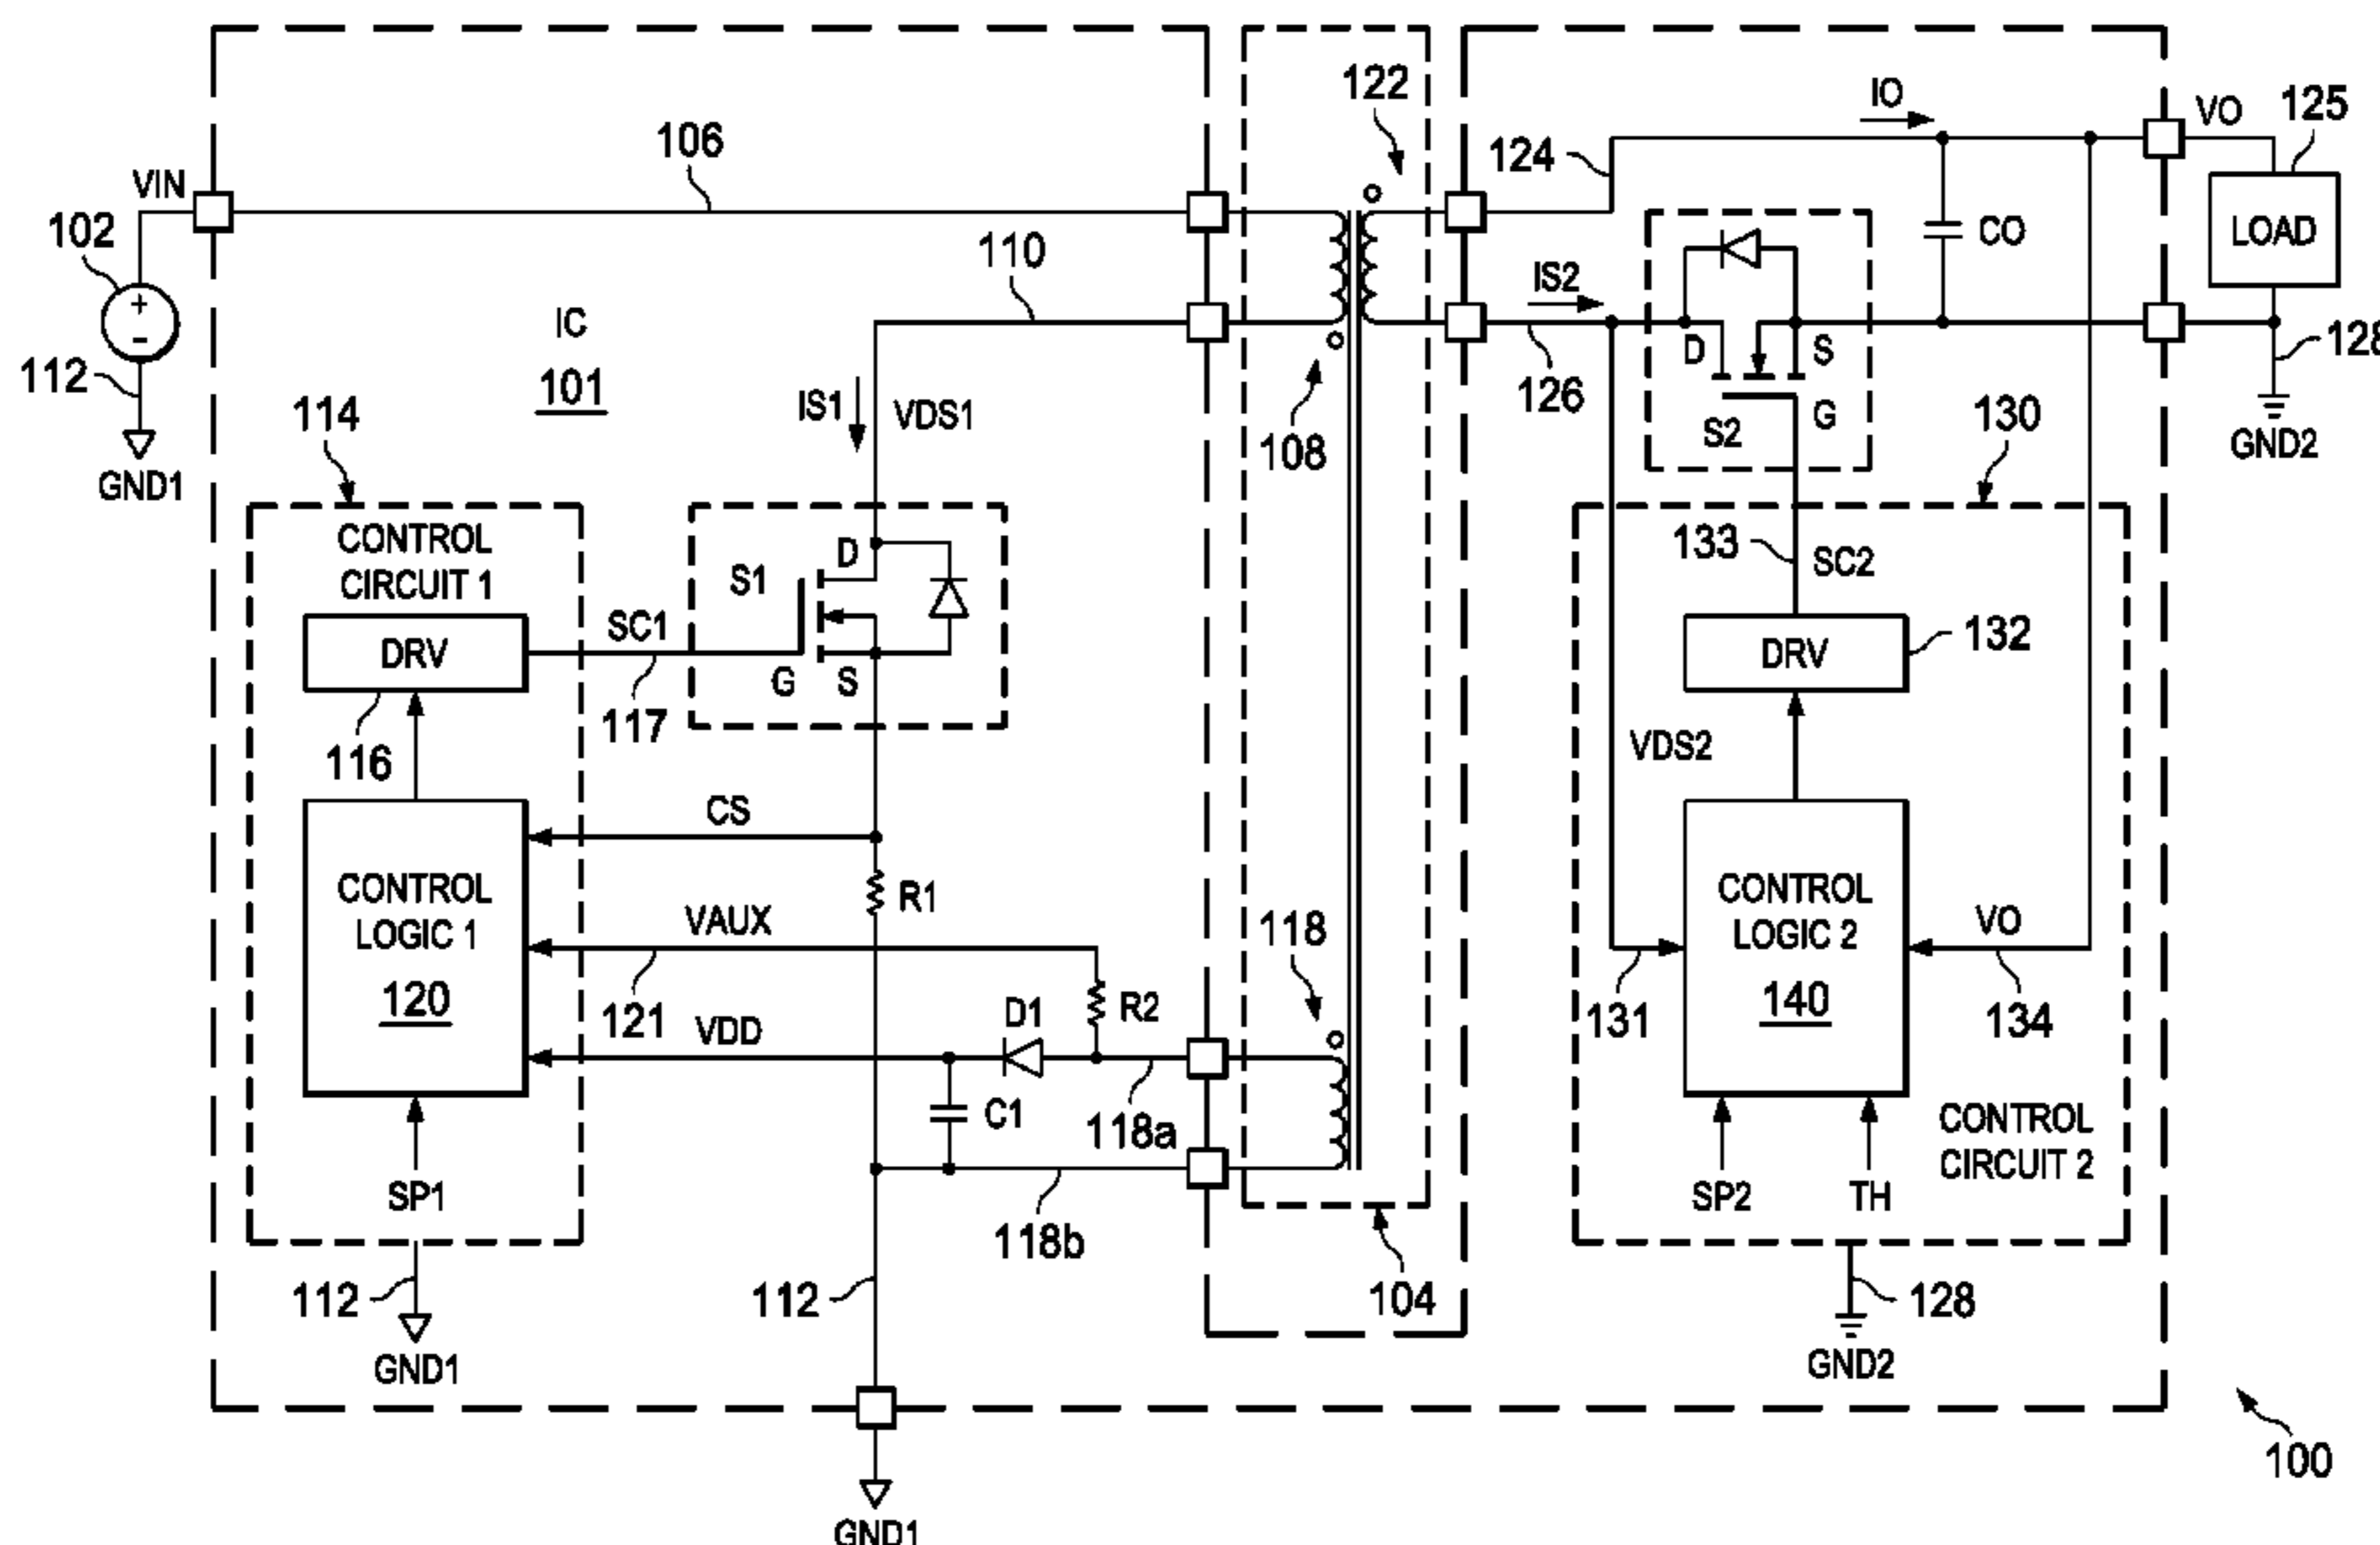 122
IO
VO
125
106
124
VIN
102
LOAD
CO
110
IS2
IC
D
S
128
112
101
126
114
IS1
VDS1
G
S2
130
GND2
108
GND1
CONTROL
CIRCUIT 1
D
S1
133
SC2
SC1
DRV
DRV
132
G
S
117
116
VDS2
CS
CONTROL
LOGIC 1
R1
CONTROL
LOGIC 2
VAUX
118
VO
120
140
121
D1
R2
131
134
VDD
C1
118a
CONTROL
CIRCUIT 2
SP1
SP2
TH
118b
112
112
104
128
GND1
GND2
100
GND1
+
-